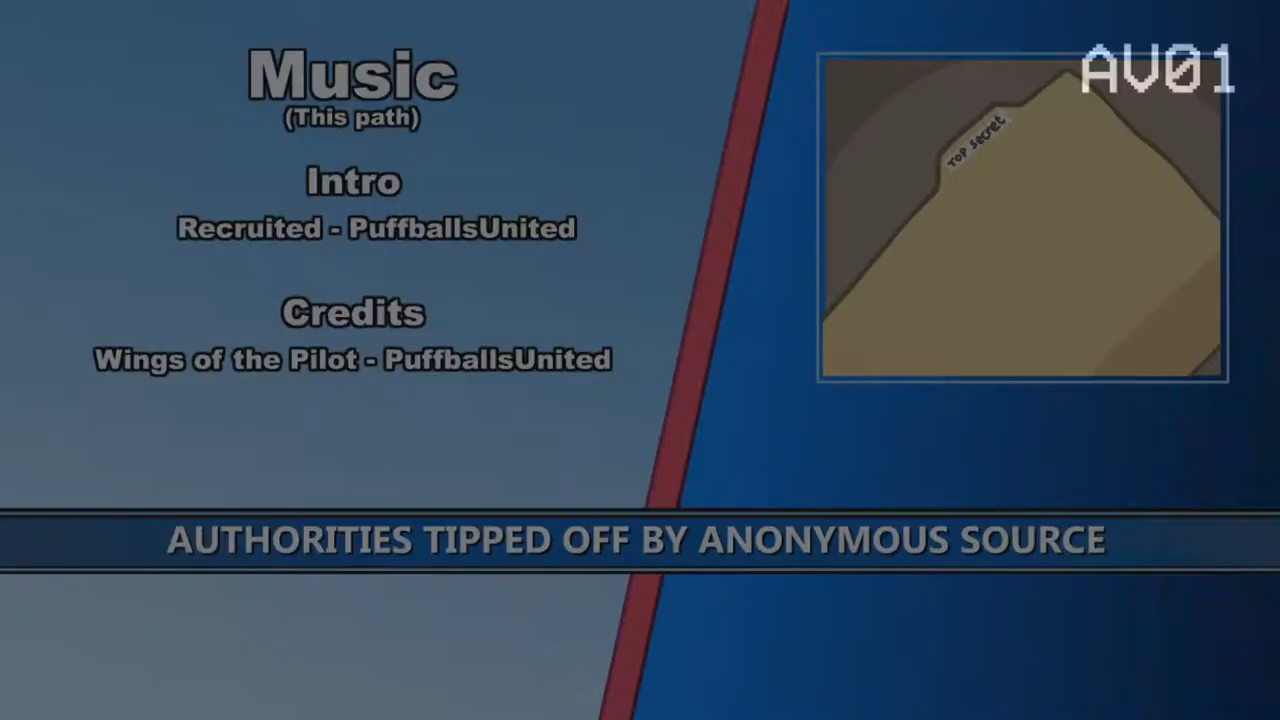 Music
(This path)
Intro
Recruited - PuffballsUnited
Credits
Wings of the Pilot - PuffballsUnited
AV01
TOP SECRET
AUTHORITIES TIPPED OFF BY ANONYMOUS SOURCE